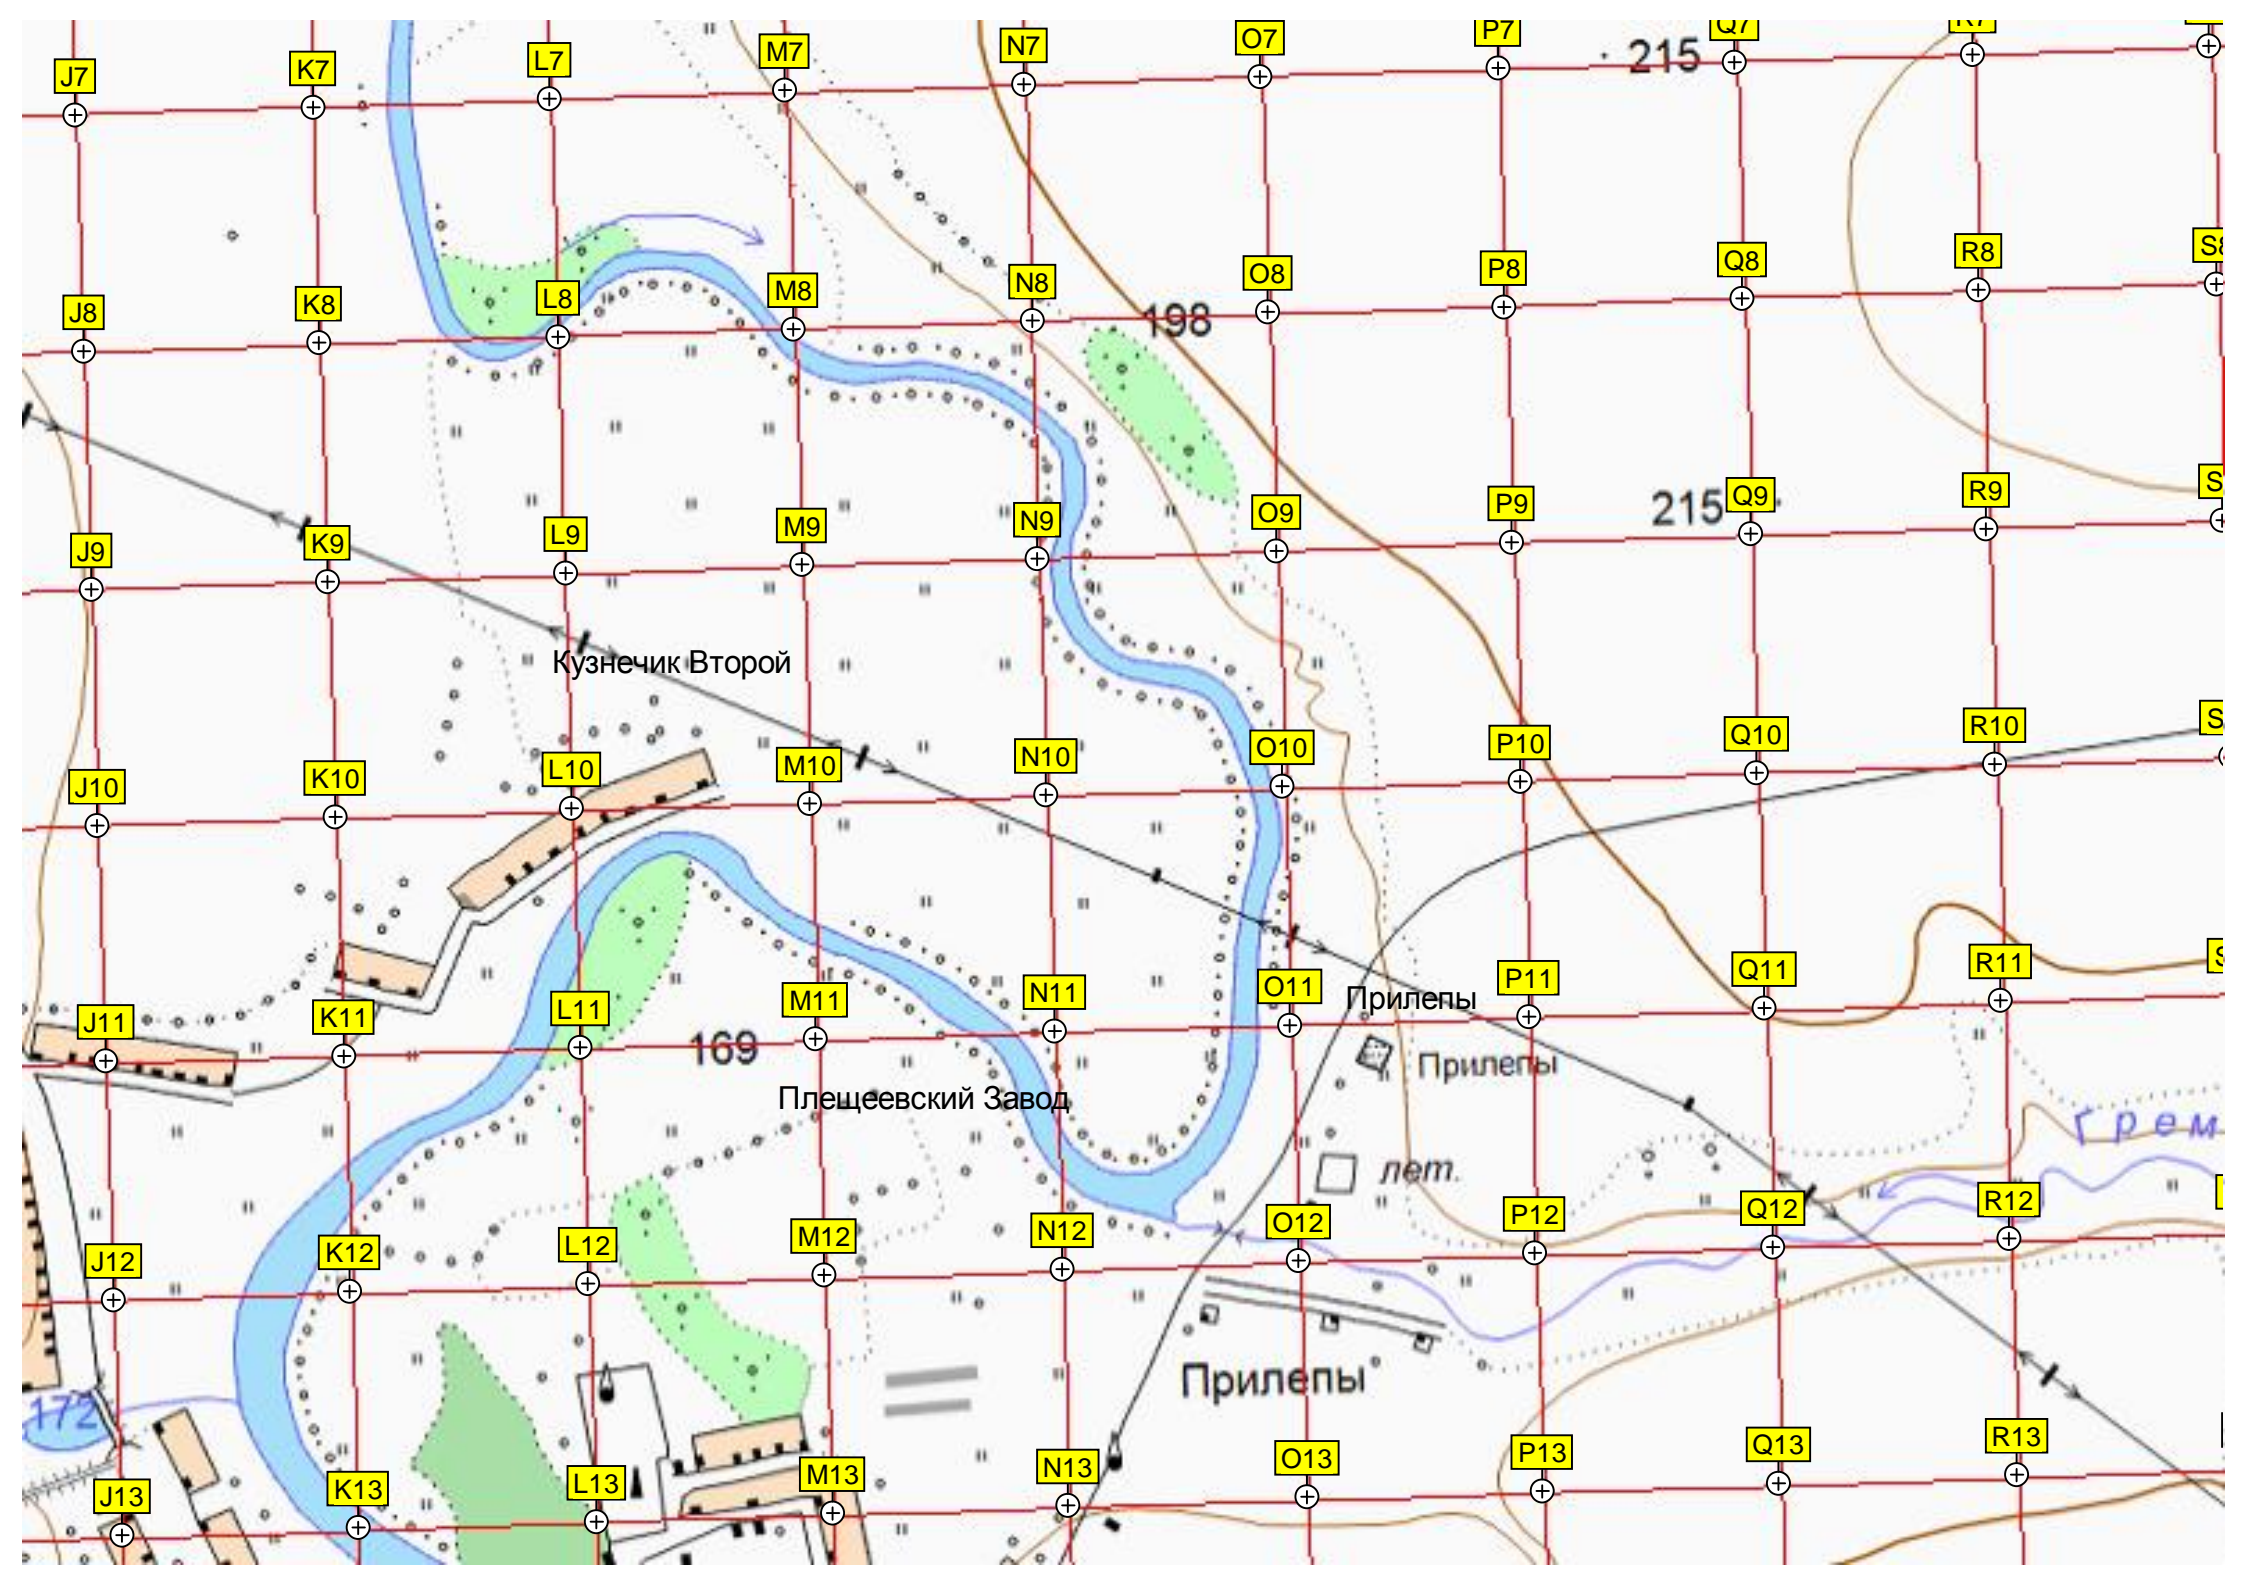 J7 K7 L7 M7 N7 O7 P7 215 Q7 R7
J8 K8 L8 M8 N8 198 O8 P8 Q8 R8 S8
J9 K9 L9 M9 N9 O9 P9 215 Q9 R9 S
Кузнечик Второй
J10 K10 L10 M10 N10 O10 P10 Q10 R10 S
J11 K11 L11 169 M11 N11 O11 P11 Q11 R11 S
Прилепы
Прилепы
Плещеевский Завод
Грем
лет.
J12 K12 L12 M12 N12 O12 P12 Q12 R12
Прилепы
172
J13 K13 L13 M13 N13 O13 P13 Q13 R13